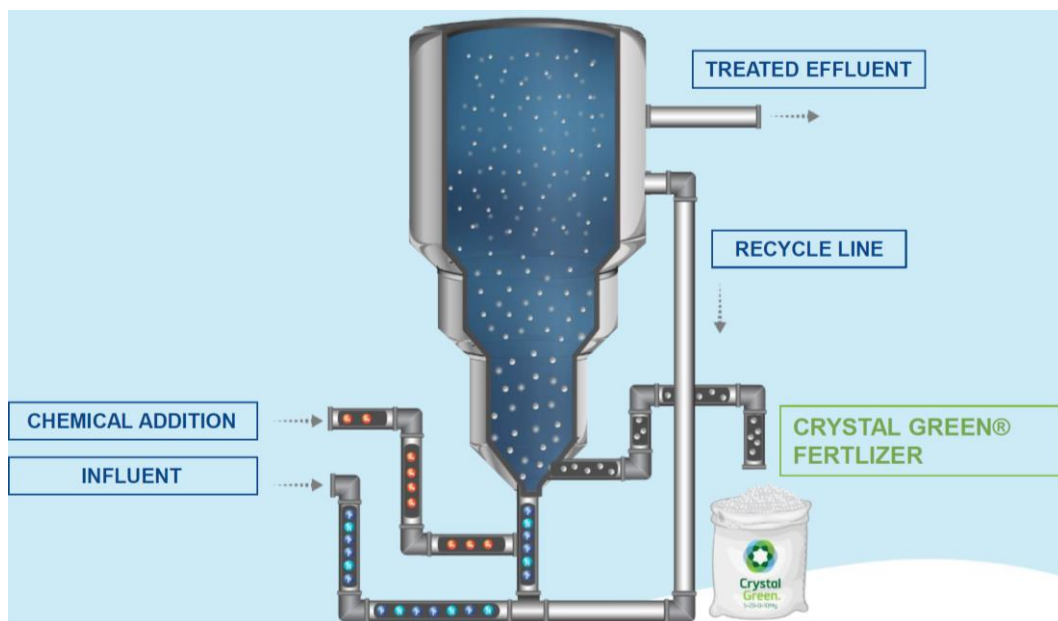 TREATED EFFLUENT
RECYCLE LINE
CHEMICAL ADDITION
INFLUENT
CRYSTAL GREEN®
FERTLIZER
Crystal
Green.